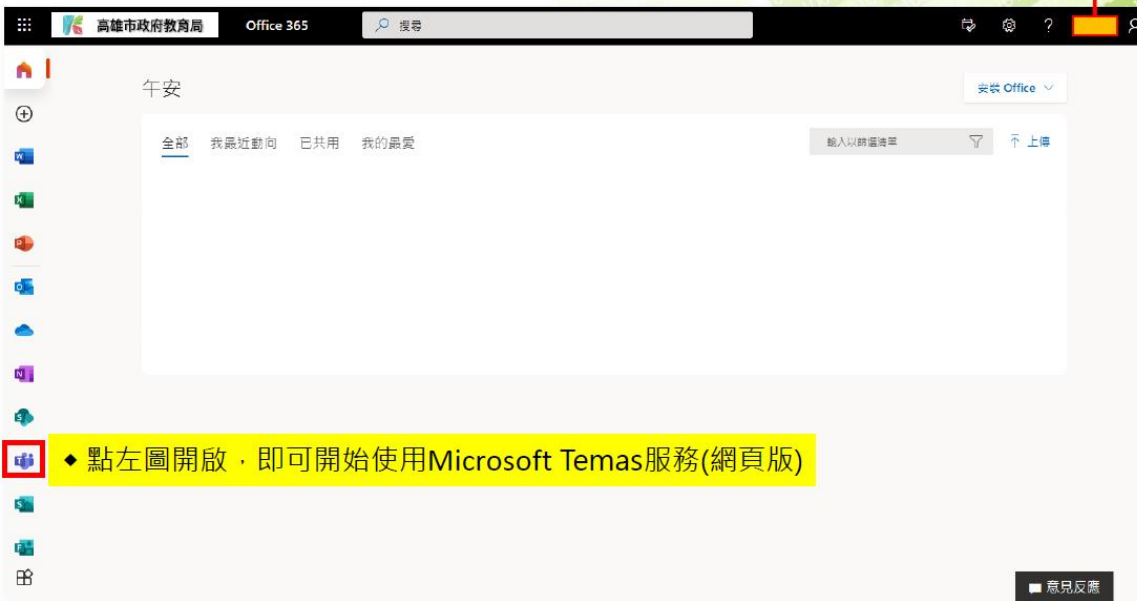 高雄市政府教育局 Office 365 搜尋 ?
午安
安裝 Office
全部 我最近動向 已共用 我的最愛
輸入以篩選清單 上傳
◆ 點左圖開啟，即可開始使用Microsoft Temas服務(網頁版)
意見反應